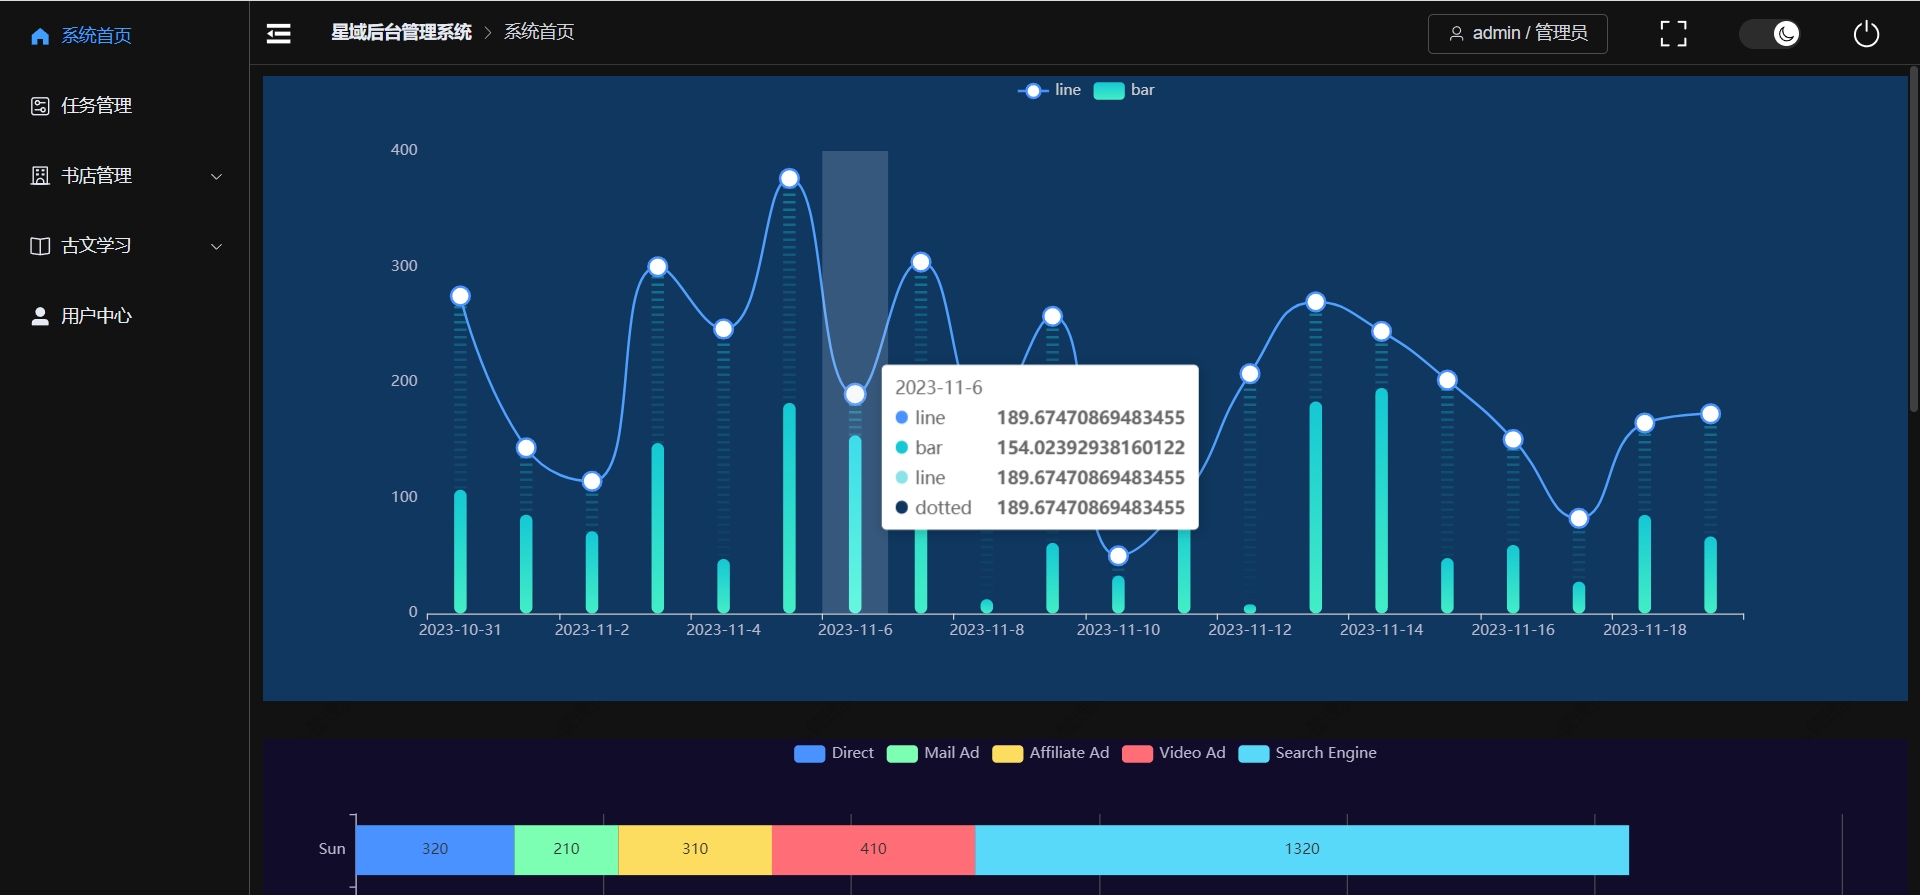 系统首页
任务管理
书店管理
古文学习
用户中心
星域后台管理系统 > 系统首页
admin / 管理员
line bar
400
300
200
100
0
2023-11-6
line 189.67470869483455
bar 154.02392938160122
line 189.67470869483455
dotted 189.67470869483455
2023-10-31 2023-11-2 2023-11-4 2023-11-6 2023-11-8 2023-11-10 2023-11-12 2023-11-14 2023-11-16 2023-11-18
Direct Mail Ad Affiliate Ad Video Ad Search Engine
Sun 320 210 310 410 1320